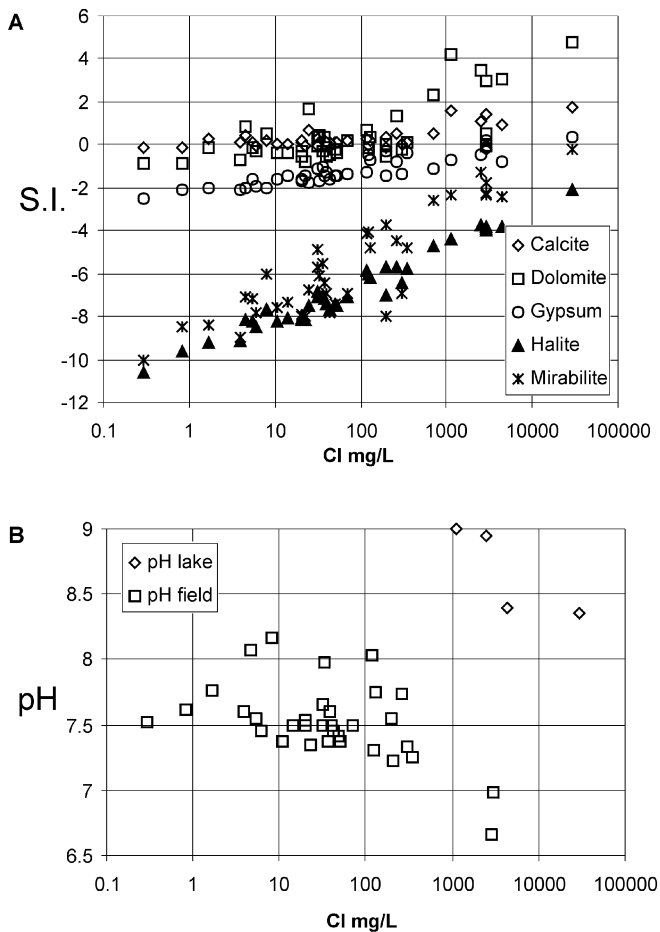 A
6
4
2
0
-2
S.I.
-4
-6
-8
-10
-12
Calcite
Dolomite
Gypsum
Halite
Mirabilite
0.1 1 10 100 1000 10000 100000
Cl mg/L
B
9
8.5
8
pH
7.5
7
6.5
pH lake
pH field
0.1 1 10 100 1000 10000 100000
Cl mg/L